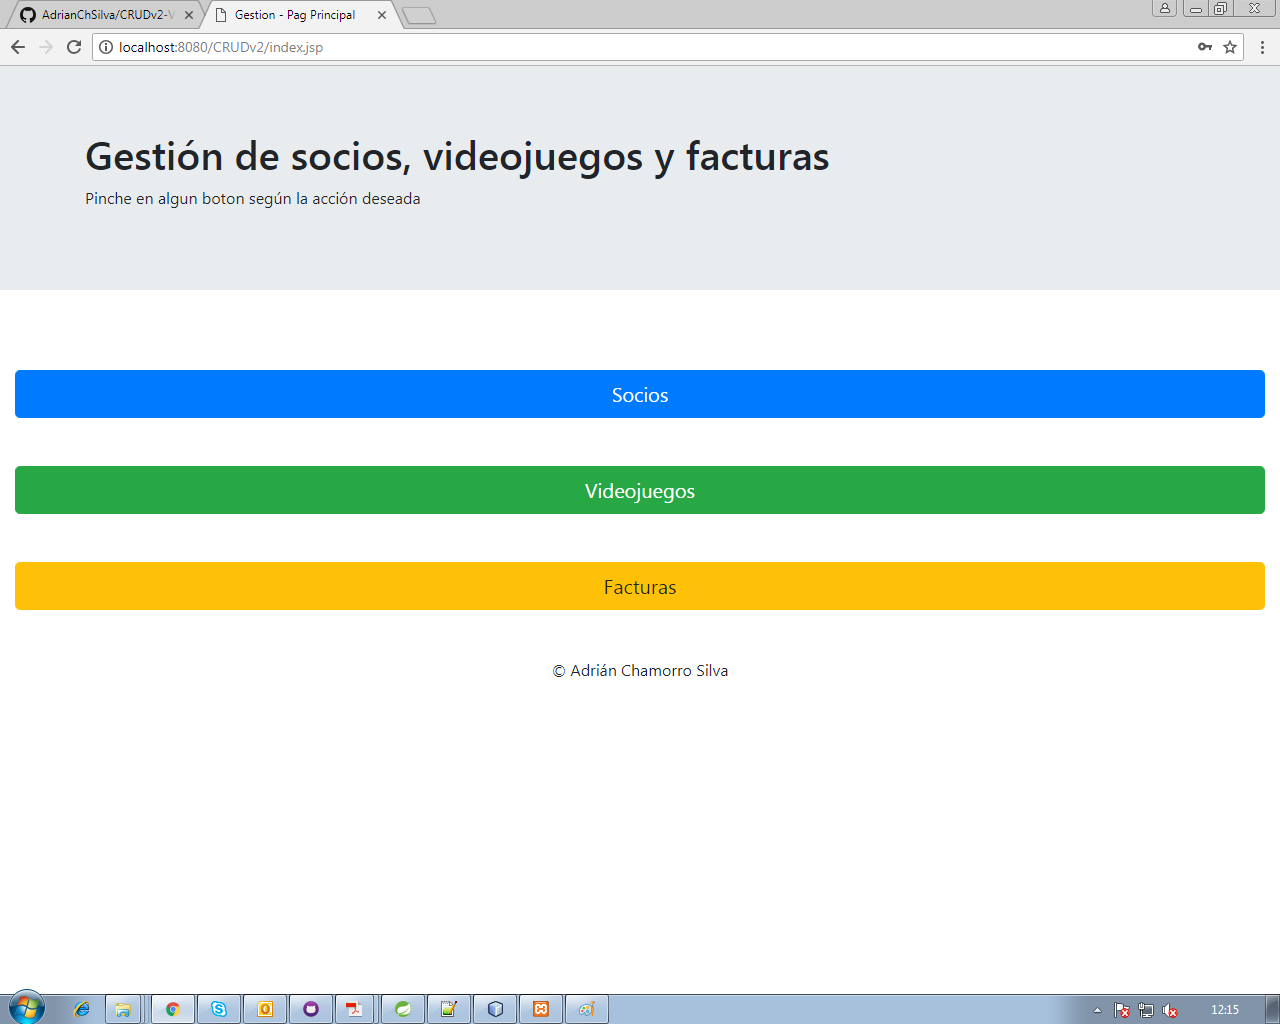 AdrianChSilva/CRUDv2-V
Gestion - Pag Principal
localhost:8080/CRUDv2/index.jsp
Gestión de socios, videojuegos y facturas
Pinche en algun boton según la acción deseada
Socios
Videojuegos
Facturas
© Adrián Chamorro Silva
12:15